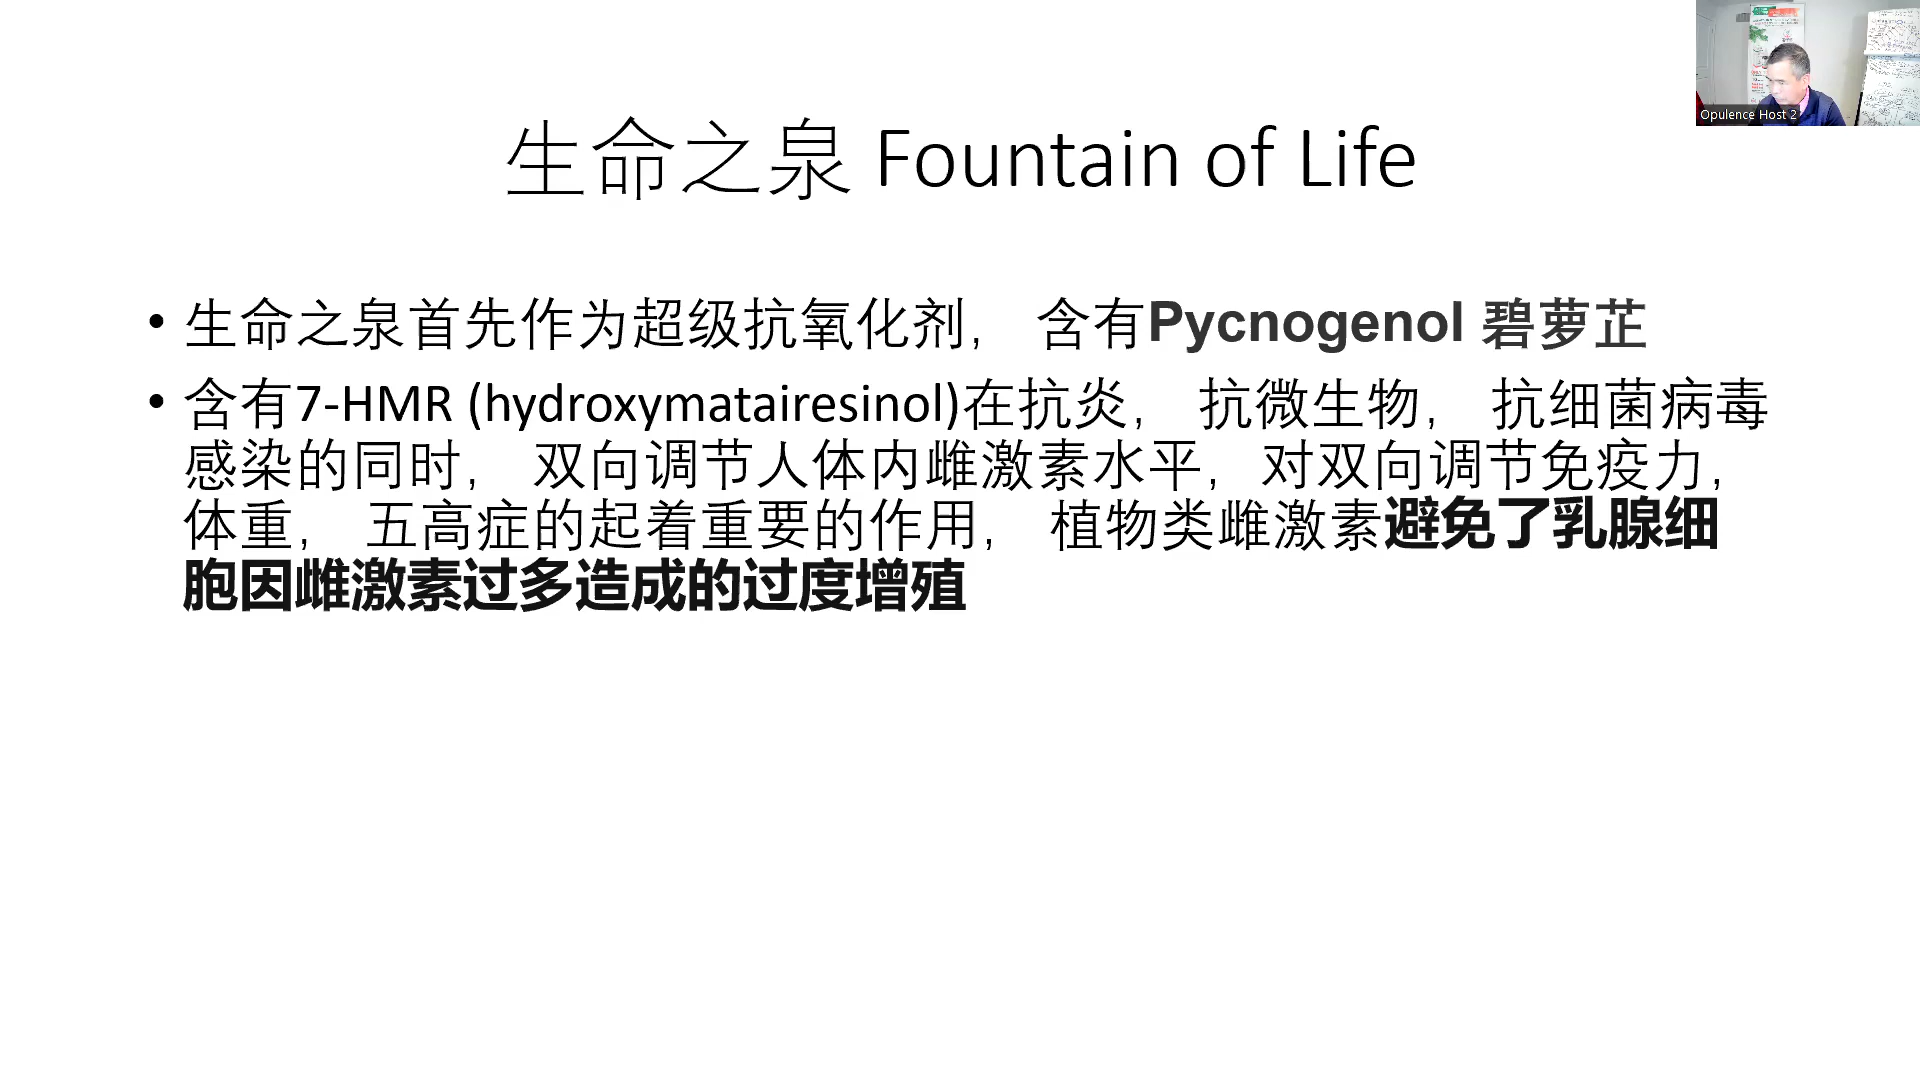 生命之泉 Fountain of Life
• 生命之泉首先作为超级抗氧化剂， 含有Pycnogenol 碧萝芷
• 含有7-HMR (hydroxymatairesinol)在抗炎， 抗微生物， 抗细菌病毒
感染的同时， 双向调节人体内雌激素水平，对双向调节免疫力，
体重， 五高症的起着重要的作用， 植物类雌激素避免了乳腺细
胞因雌激素过多造成的过度增殖
Opulence Host 2